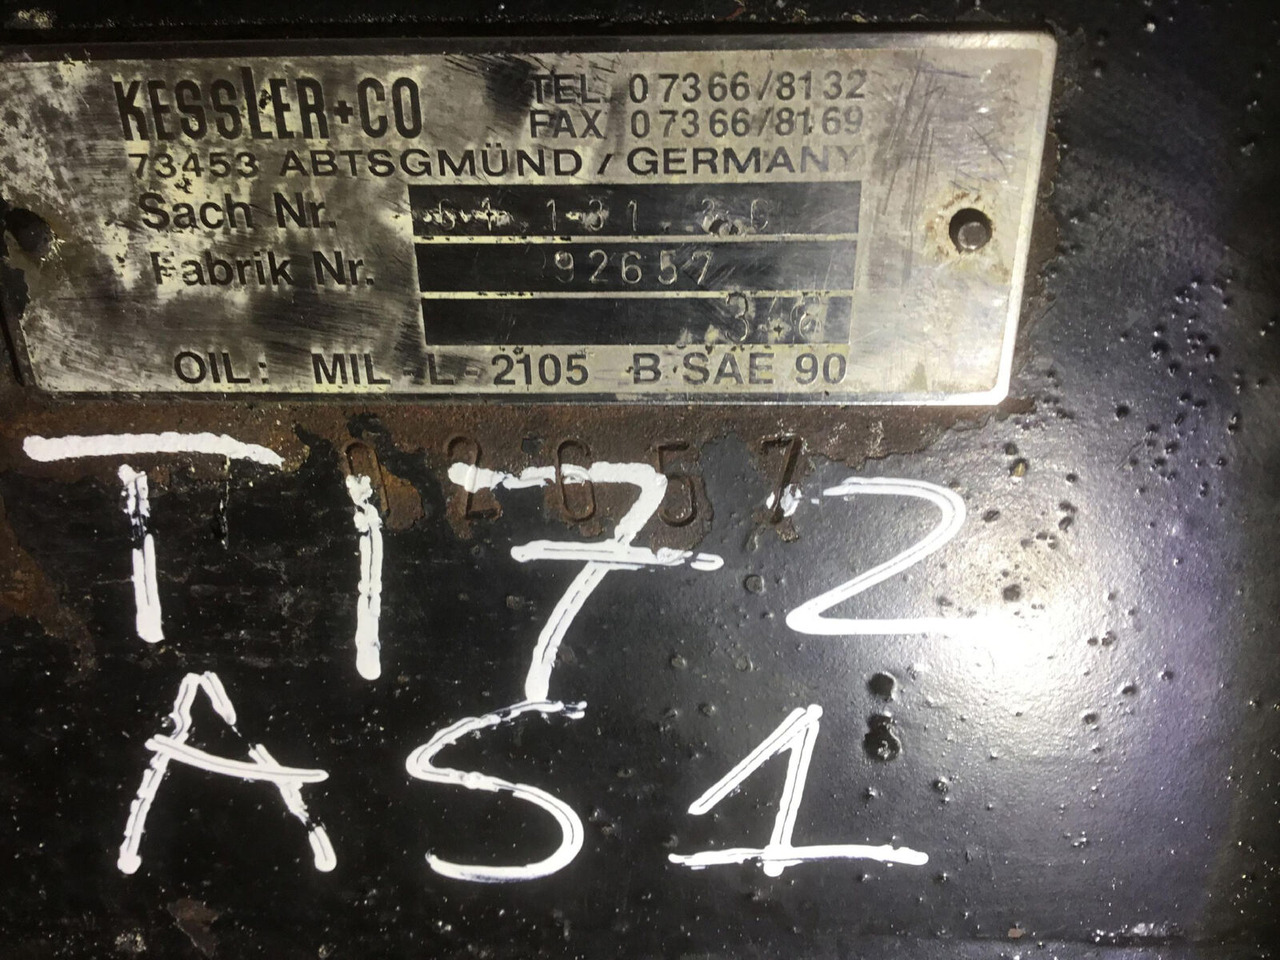 KESSLER+CO
TEL. 07366/8132
FAX 07366/8169
73453 ABTSGMÜND / GERMANY
Sach Nr.
Fabrik Nr. 92657
OIL: MIL-L-2105 B SAE 90
92657
T172
AS1